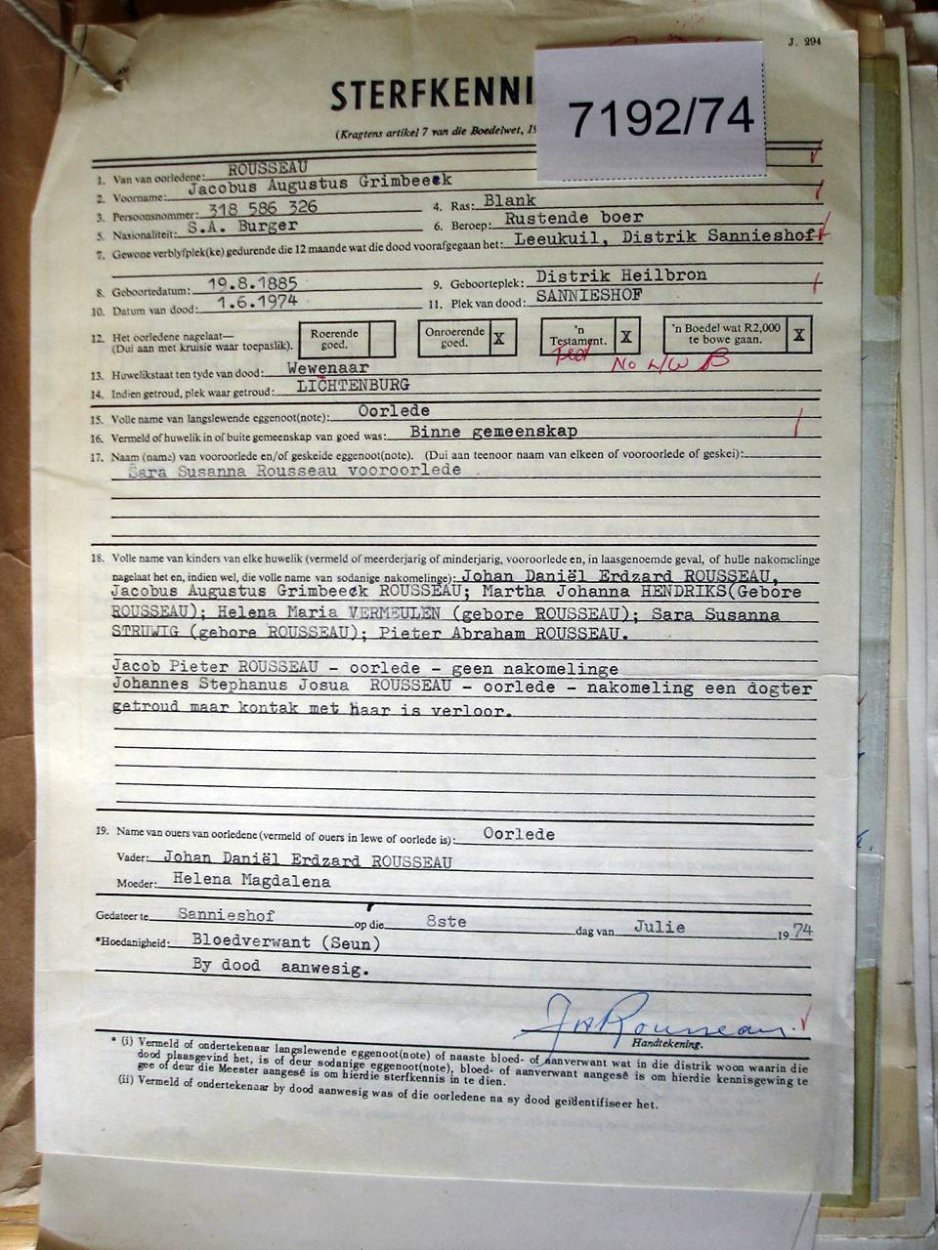 J. 294
STERFKENNI
7192/74
(Kragtens artikel 7 van die Boedelwet, 19
1. Van van oorledene: ROUSSEAU
2. Voorname: Jacobus Augustus Grimbeeek
3. Persoonsnommer: 318 586 326 4. Ras: Blank
5. Nasionaliteit: S.A. Burger 6. Beroep: Rustende boer
7. Gewone verblyfplek(ke) gedurende die 12 maande wat die dood voorafgegaan het: Leeukuil, Distrik Sannieshof
8. Geboortedatum: 19.8.1885 9. Geboorteplek: Distrik Heilbron
10. Datum van dood: 1.6.1974 11. Plek van dood: SANNIESHOF
12. Het oorledene nagelaat— Roerende Onroerende X 'n X 'n Boedel wat R2,000 X
(Dui aan met kruisie waar toepaslik). goed. goed. Testament. te bowe gaan.
No L/W B
13. Huwelikstaat ten tyde van dood: Wewenaar
14. Indien getroud, plek waar getroud: LICHTENBURG
15. Volle name van langslewende eggenoot(note): Oorlede
16. Vermeld of huwelik in of buite gemeenskap van goed was: Binne gemeenskap
17. Naam (name) van vooroorlede en/of geskeide eggenoot(note). (Dui aan teenoor naam van elkeen of vooroorlede of geskei):
Sara Susanna Rousseau vooroorlede
18. Volle name van kinders van elke huwelik (vermeld of meerderjarig of minderjarig, vooroorlede en, in laasgenoemde geval, of hulle nakomelinge
nagelaat het en, indien wel, die volle name van sodanige nakomelinge): Johan Daniël Erdzard ROUSSEAU,
Jacobus Augustus Grimbeeek ROUSSEAU; Martha Johanna HENDRIKS(Gebore
ROUSSEAU); Helena Maria VERMEULEN (gebore ROUSSEAU); Sara Susanna
STRUWIG (gebore ROUSSEAU); Pieter Abraham ROUSSEAU.
Jacob Pieter ROUSSEAU - oorlede - geen nakomelinge
Johannes Stephanus Josua ROUSSEAU - oorlede - nakomeling een dogter
getroud maar kontak met haar is verloor.
19. Name van ouers van oorledene (vermeld of ouers in lewe of oorlede is): Oorlede
Vader: Johan Daniël Erdzard ROUSSEAU
Moeder: Helena Magdalena
Gedateer te Sannieshof op die 8ste dag van Julie 1974
*Hoedanigheid: Bloedverwant (Seun)
By dood aanwesig.
JA Rousseau.
Handtekening.
* (i) Vermeld of ondertekenaar langslewende eggenoot(note) of naaste bloed- of aanverwant wat in die distrik woon waarin die
dood plaasgevind het, is of deur sodanige eggenoot(note), bloed- of aanverwant aangesê is om hierdie kennisgewing te
gee of deur die Meester aangesê is om hierdie sterfkennis in te dien.
(ii) Vermeld of ondertekenaar by dood aanwesig was of die oorledene na sy dood geïdentifiseer het.